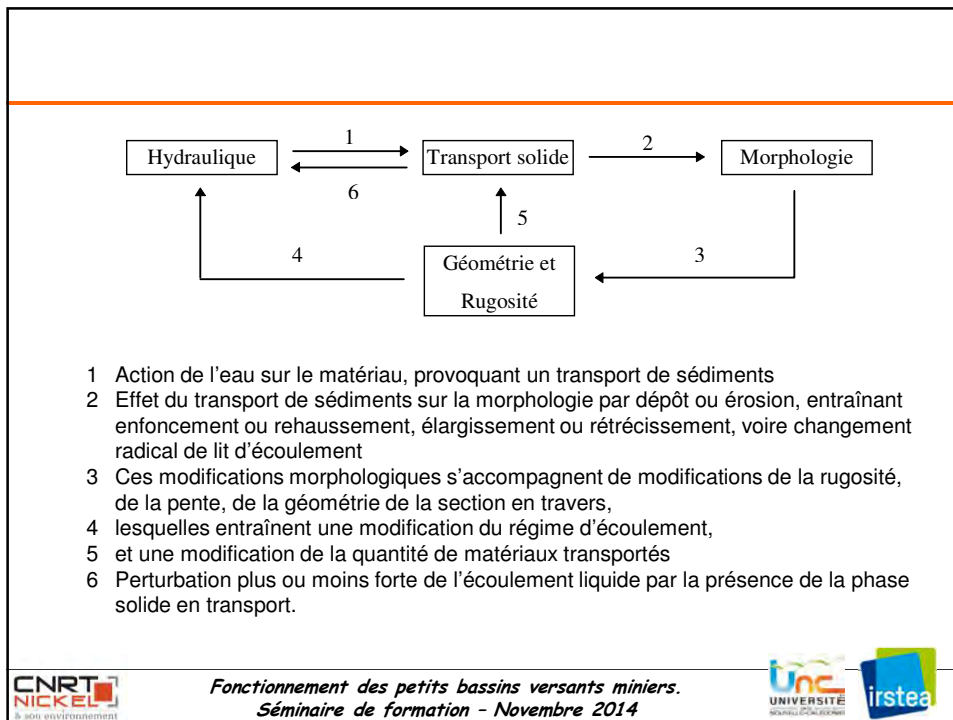 1
Hydraulique
Transport solide
2
Morphologie
6
5
4
Géométrie et
Rugosité
3
1 Action de l’eau sur le matériau, provoquant un transport de sédiments
2 Effet du transport de sédiments sur la morphologie par dépôt ou érosion, entraînant
enfoncement ou rehaussement, élargissement ou rétrécissement, voire changement
radical de lit d’écoulement
3 Ces modifications morphologiques s’accompagnent de modifications de la rugosité,
de la pente, de la géométrie de la section en travers,
4 lesquelles entraînent une modification du régime d’écoulement,
5 et une modification de la quantité de matériaux transportés
6 Perturbation plus ou moins forte de l’écoulement liquide par la présence de la phase
solide en transport.
CNRT
NICKEL
& son environnement
Fonctionnement des petits bassins versants miniers.
Séminaire de formation – Novembre 2014
unc
UNIVERSITÉ
NOUVELLE-CALÉDONIE
irstea